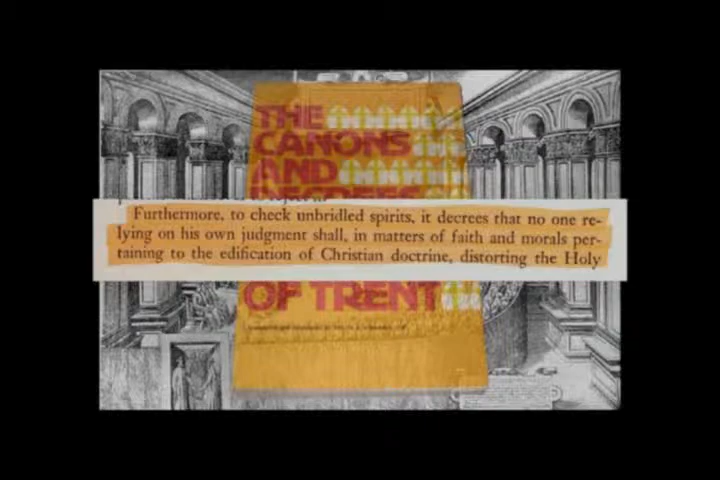 THE
CANONS
AND
DECREES
Furthermore, to check unbridled spirits, it decrees that no one re-
lying on his own judgment shall, in matters of faith and morals per-
taining to the edification of Christian doctrine, distorting the Holy
OF TRENT